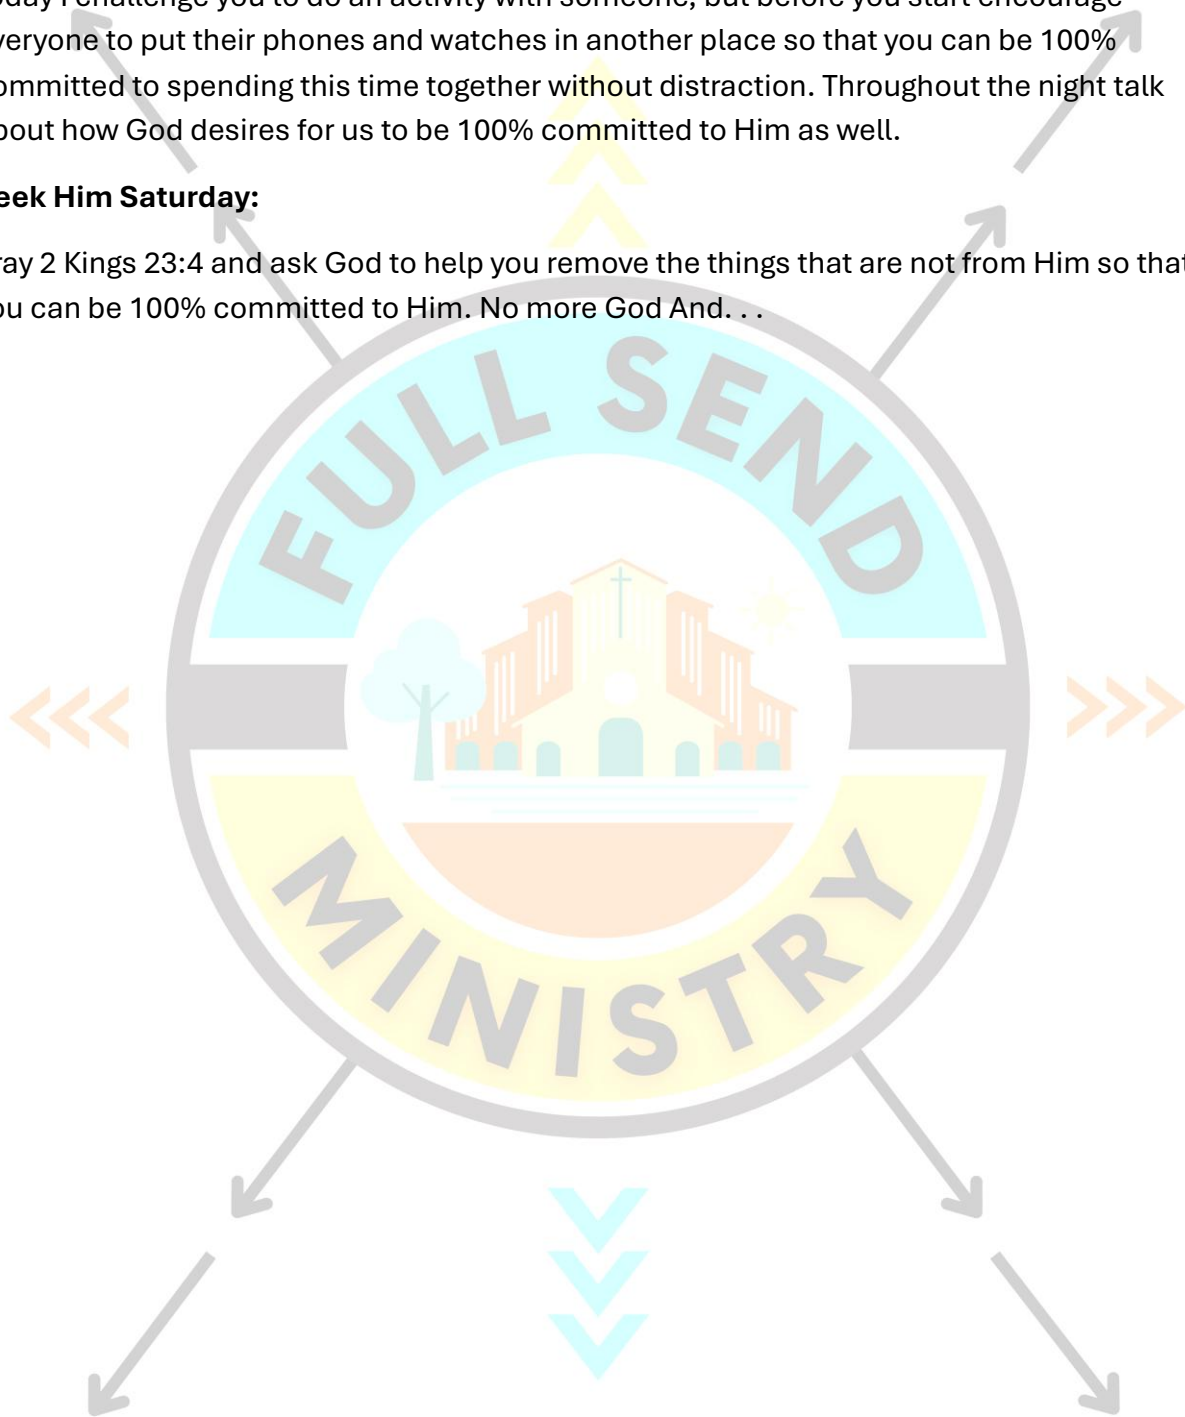 oday I challenge you to do an activity with someone, but before you start encourage
veryone to put their phones and watches in another place so that you can be 100%
ommitted to spending this time together without distraction. Throughout the night talk
bout how God desires for us to be 100% committed to Him as well.
eek Him Saturday:
ray 2 Kings 23:4 and ask God to help you remove the things that are not from Him so that
ou can be 100% committed to Him. No more God And. . .
FULL SEND
MINISTRY